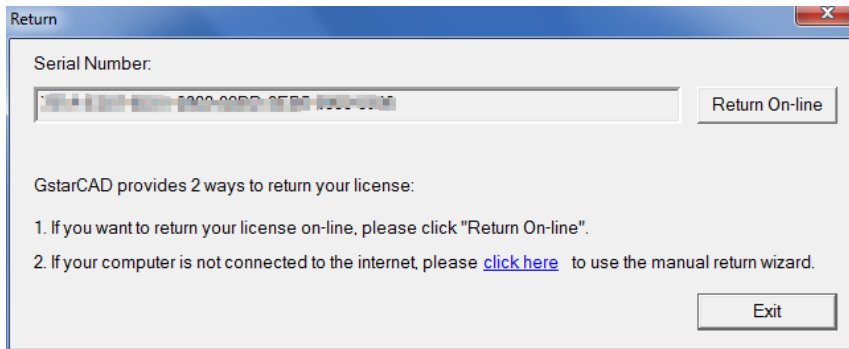 Return
Serial Number:
Return On-line
GstarCAD provides 2 ways to return your license:
1. If you want to return your license on-line, please click "Return On-line".
2. If your computer is not connected to the internet, please click here to use the manual return wizard.
Exit